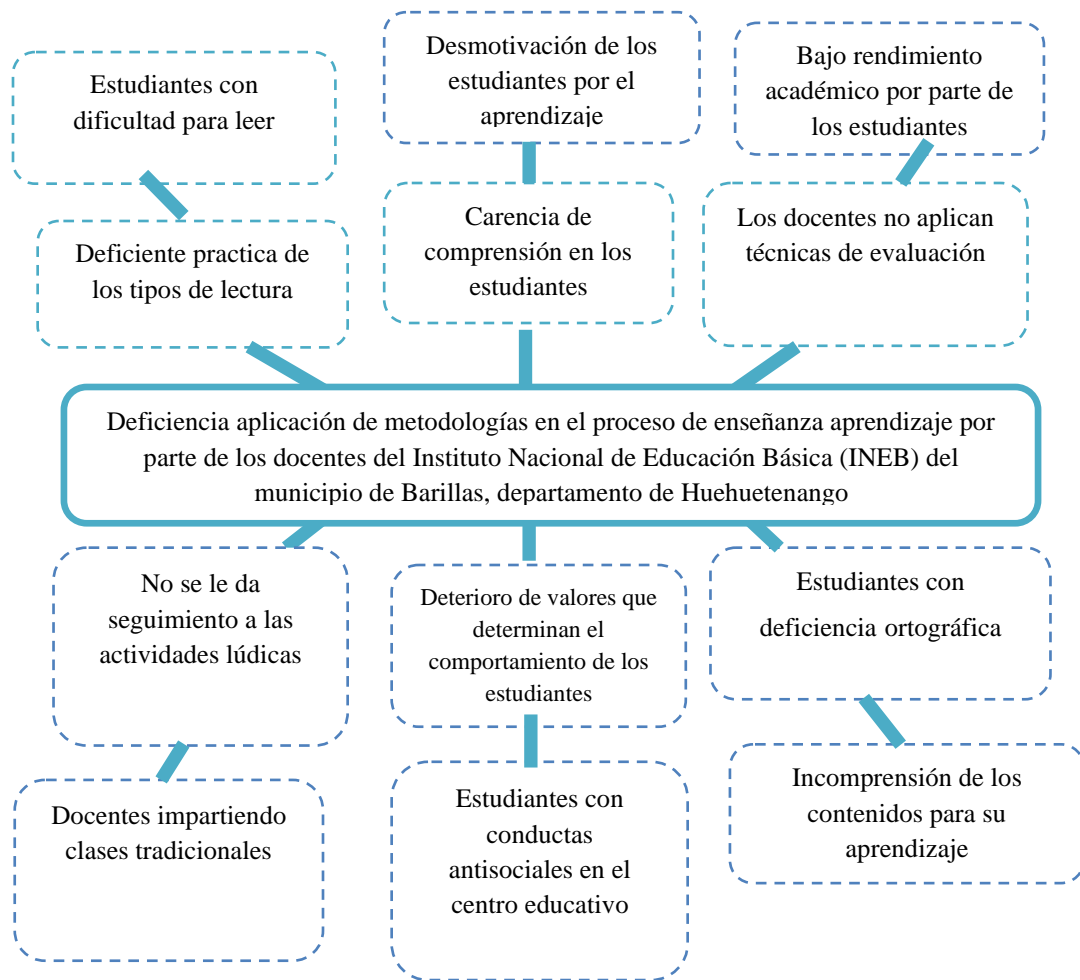 Estudiantes con
dificultad para leer
Desmotivación de los
estudiantes por el
aprendizaje
Bajo rendimiento
académico por parte de
los estudiantes
Deficiente practica de
los tipos de lectura
Carencia de
comprensión en los
estudiantes
Los docentes no aplican
técnicas de evaluación
Deficiencia aplicación de metodologías en el proceso de enseñanza aprendizaje por
parte de los docentes del Instituto Nacional de Educación Básica (INEB) del
municipio de Barillas, departamento de Huehuetenango
No se le da
seguimiento a las
actividades lúdicas
Deterioro de valores que
determinan el
comportamiento de los
estudiantes
Estudiantes con
deficiencia ortográfica
Docentes impartiendo
clases tradicionales
Estudiantes con
conductas
antisociales en el
centro educativo
Incomprensión de los
contenidos para su
aprendizaje